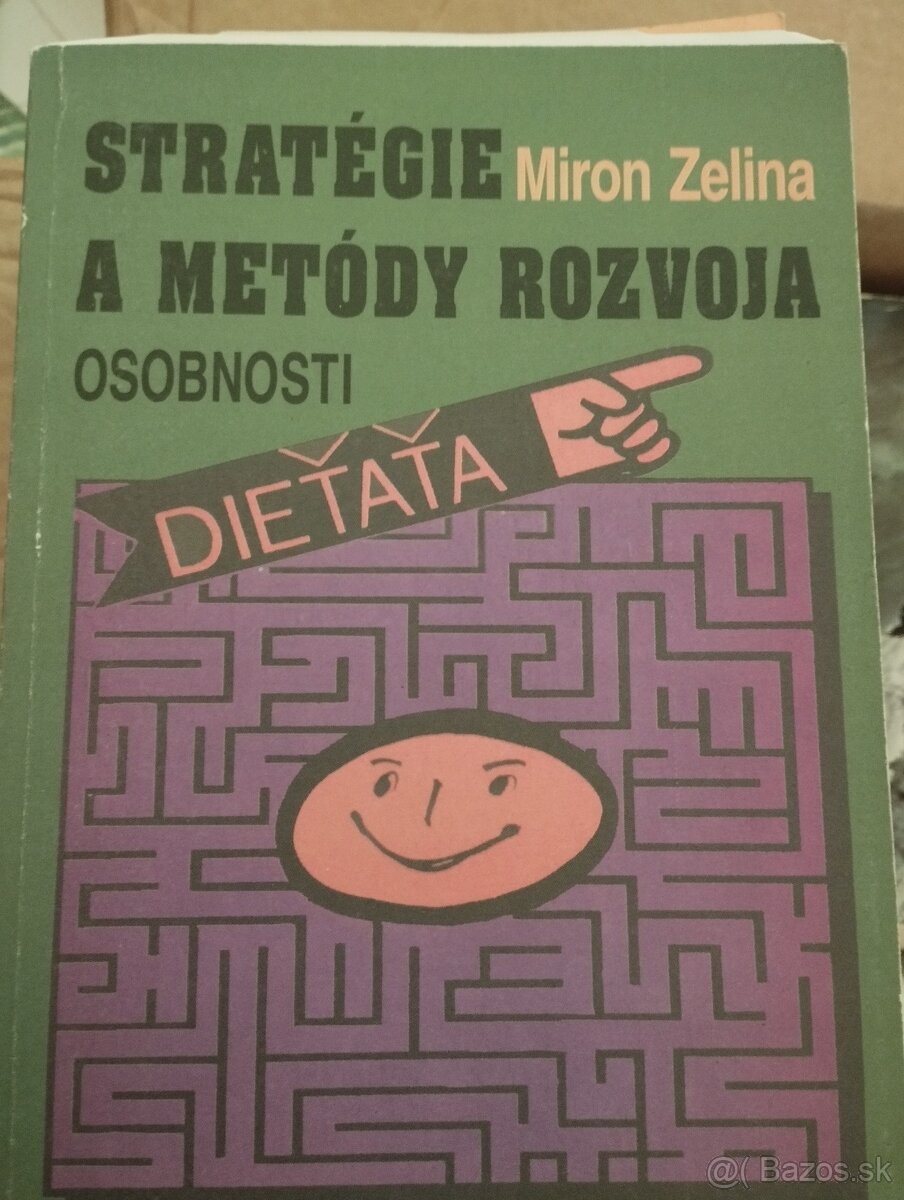 STRATÉGIE Miron Zelina
A METÓDY ROZVOJA
OSOBNOSTI
DIEŤAŤA
@( Bazos.sk